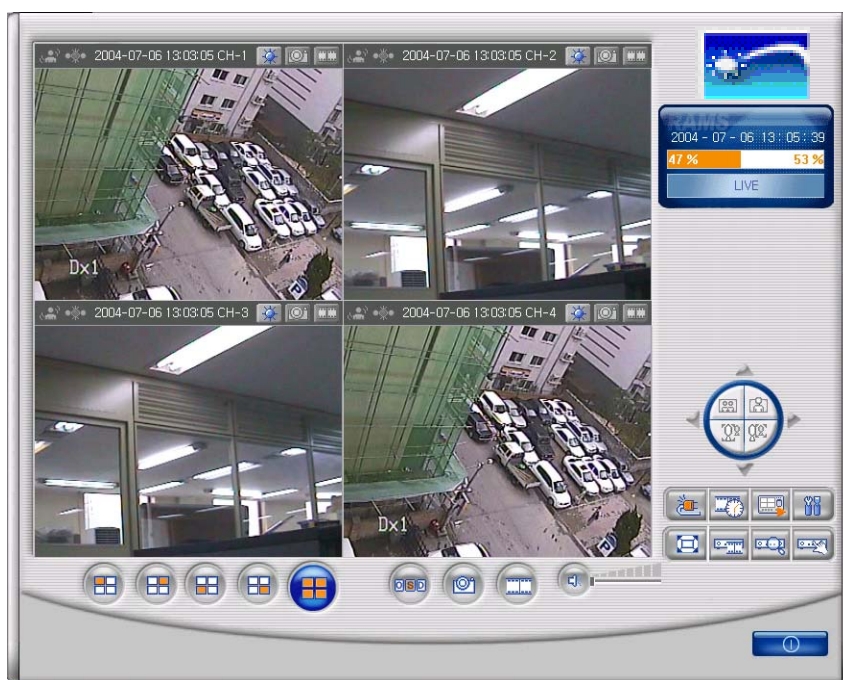 2004-07-06 13:03:05 CH-1
2004-07-06 13:03:05 CH-2
Dx1
2004-07-06 13:03:05 CH-3
2004-07-06 13:03:05 CH-4
Dx1
RAMS
2004 - 07 - 06 13 : 05 : 39
47 % 53 %
LIVE
P
P
OSD